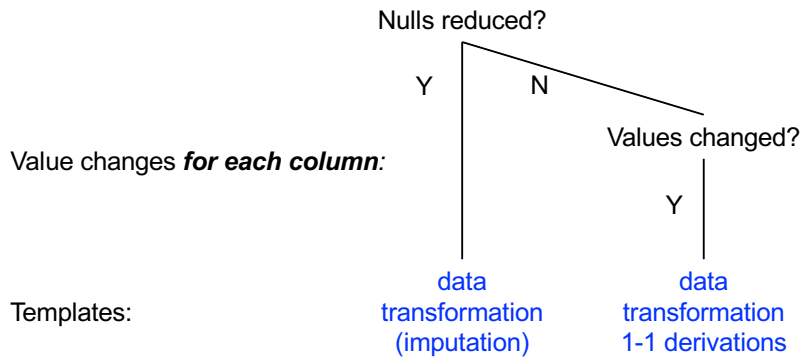 Nulls reduced?
Y
N
Values changed?
Value changes for each column:
Y
Templates:
data
transformation
(imputation)
data
transformation
1-1 derivations